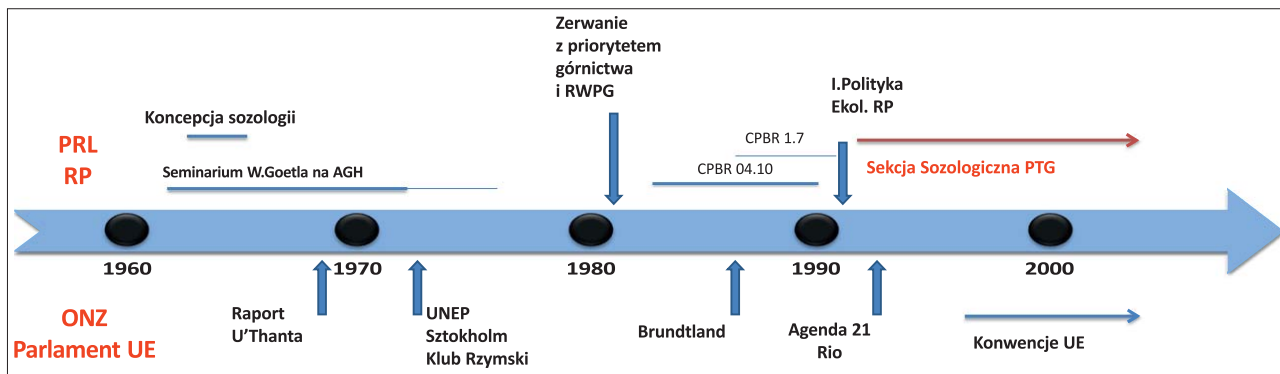 Zerwanie
z priorytetem
górnictwa
i RWPG
I.Polityka
Ekol. RP
Koncepcja sozologii
CPBR 1.7
PRL
RP
Seminarium W.Goetla na AGH
CPBR 04.10
Sekcja Sozologiczna PTG
1960
1970
1980
1990
2000
ONZ
Parlament UE
Raport
U’Thanta
UNEP
Sztokholm
Klub Rzymski
Brundtland
Agenda 21
Rio
Konwencje UE